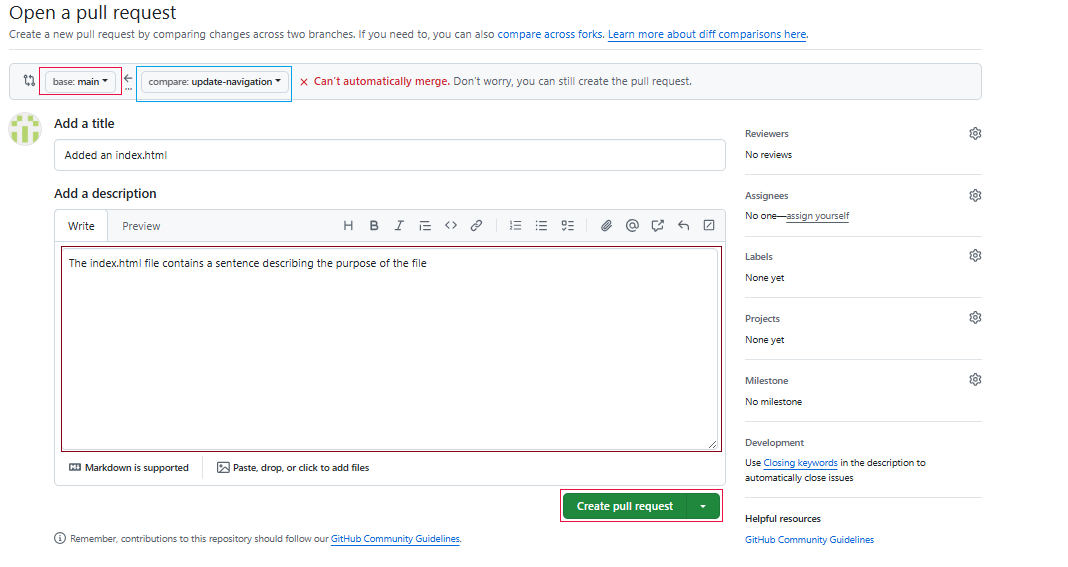 Open a pull request
Create a new pull request by comparing changes across two branches. If you need to, you can also compare across forks. Learn more about diff comparisons here.
base: main
compare: update-navigation
Can't automatically merge. Don't worry, you can still create the pull request.
Add a title
Added an index.html
Add a description
Write
Preview
The index.html file contains a sentence describing the purpose of the file
Markdown is supported
Paste, drop, or click to add files
Create pull request
Remember, contributions to this repository should follow our GitHub Community Guidelines.
Reviewers
No reviews
Assignees
No one—assign yourself
Labels
None yet
Projects
None yet
Milestone
No milestone
Development
Use Closing keywords in the description to
automatically close issues
Helpful resources
GitHub Community Guidelines